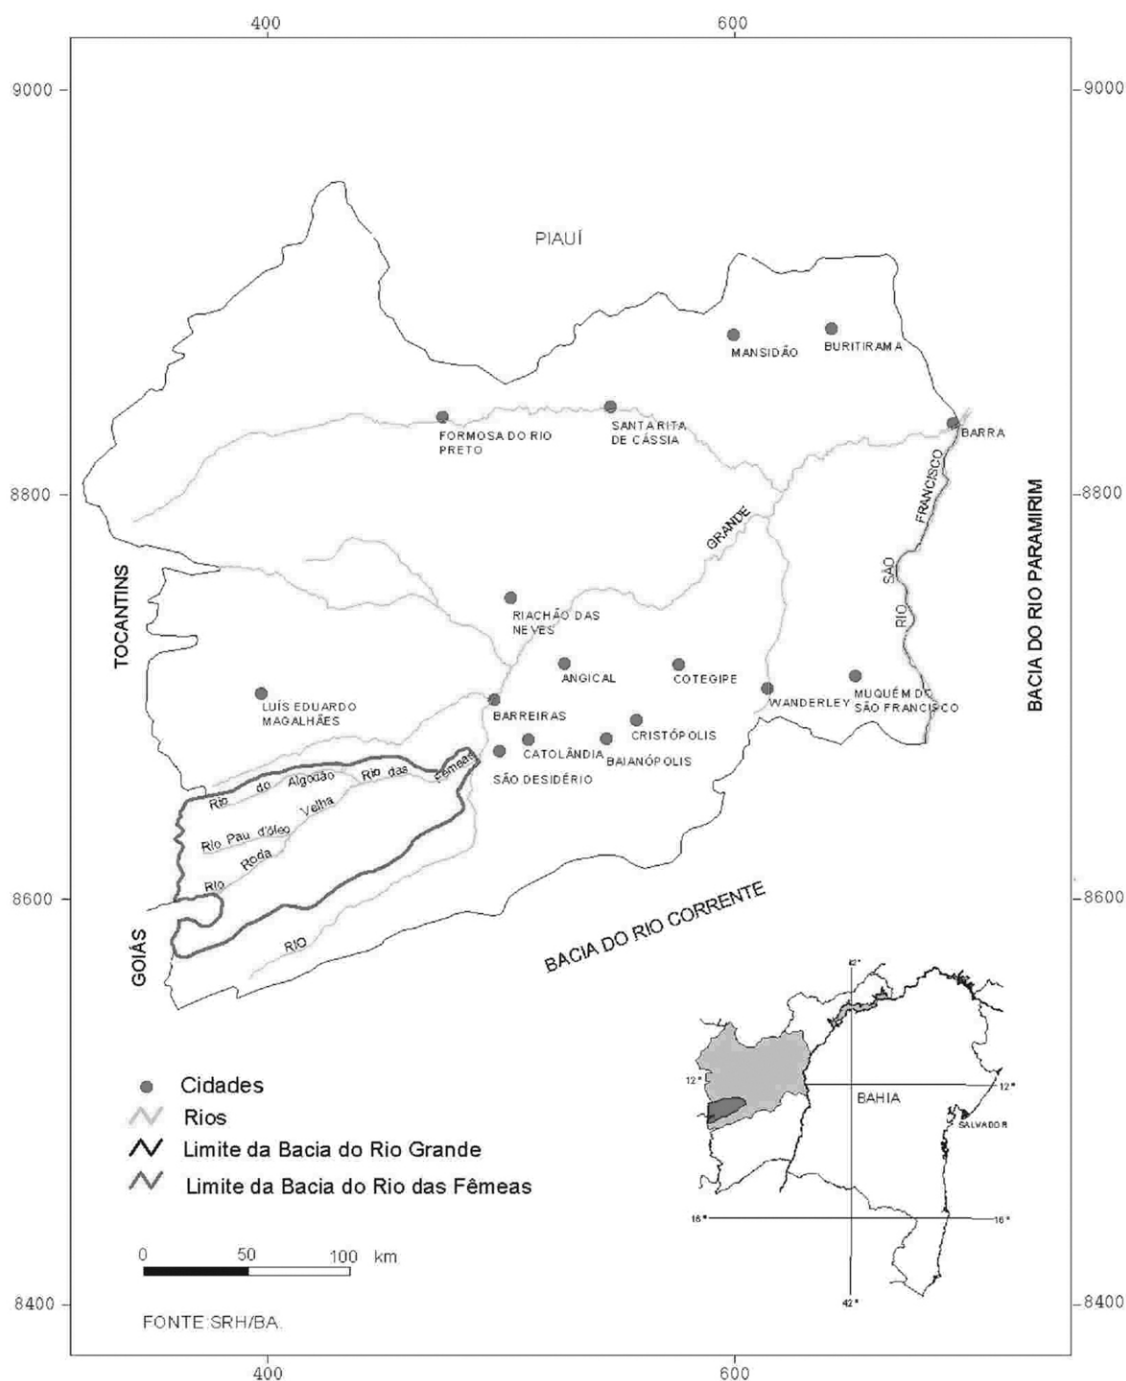 400
600
9000
9000
PIAUÍ
MANSIDÃO
BURITIRAMA
FORMOSA DO RIO
PRETO
SANTA RITA
DE CÁSSIA
BARRA
8800
8800
GRANDE
RIO SÃO FRANCISCO
BACIA DO RIO PARAMIRIM
TOCANTINS
RIACHÃO DAS
NEVES
ANGICAL
COTEGIPE
LUÍS EDUARDO
MAGALHÃES
BARREIRAS
WANDERLEY
MUQUÉM DO
SÃO FRANCISCO
CRISTÓPOLIS
CATOLÂNDIA
BAIANÓPOLIS
SÃO DESIDÉRIO
Rio do Algodão
Rio das Fêmeas
Rio Pau d'óleo
Rio Roda Velha
8600
8600
GOIÁS
RIO
BACIA DO RIO CORRENTE
12°
12°
12°
BAHIA
SALVADOR
16°
16°
42°
Cidades
Rios
Limite da Bacia do Rio Grande
Limite da Bacia do Rio das Fêmeas
0 50 100 km
8400
8400
FONTE:SRH/BA.
400
600